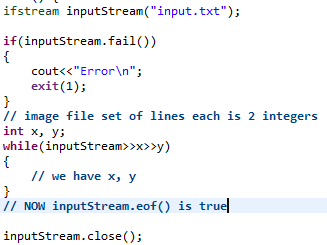 ifstream inputStream("input.txt");
if(inputStream.fail())
{
cout<<"Error\n";
exit(1);
}
// image file set of lines each is 2 integers
int x, y;
while(inputStream>>x>>y)
{
// we have x, y
}
// NOW inputStream.eof() is true
inputStream.close();